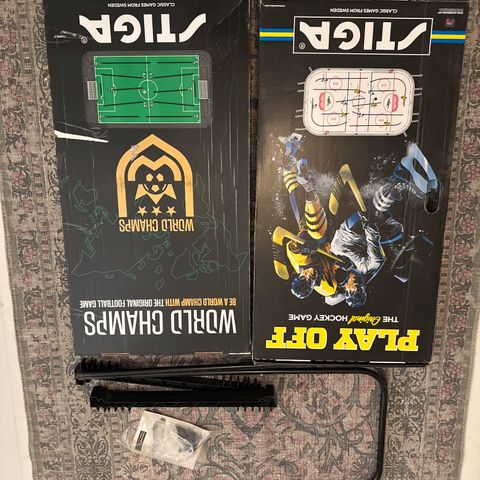 STIGA
CLASSIC GAMES FROM SWEDEN
WORLD CHAMPS
BE A WORLD CHAMP WITH THE ORIGINAL FOOTBALL GAME
WORLD CHAMPS
STIGA
CLASSIC GAMES FROM SWEDEN
THE Original HOCKEY GAME
PLAY OFF